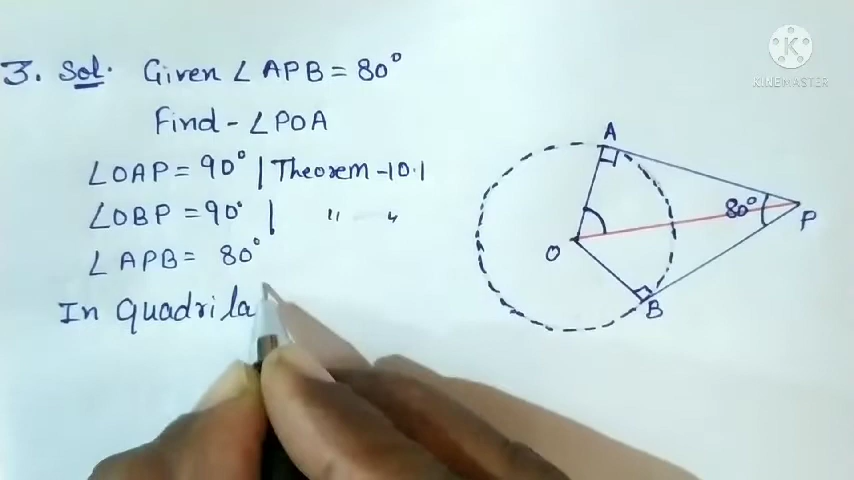 3. Sol. Given ∠APB = 80°
Find - ∠POA
∠OAP = 90° | Theorem - 10.1
∠OBP = 90° | " "
∠APB = 80°
In Quadrila
A
80°
P
O
B
K
KINEMASTER